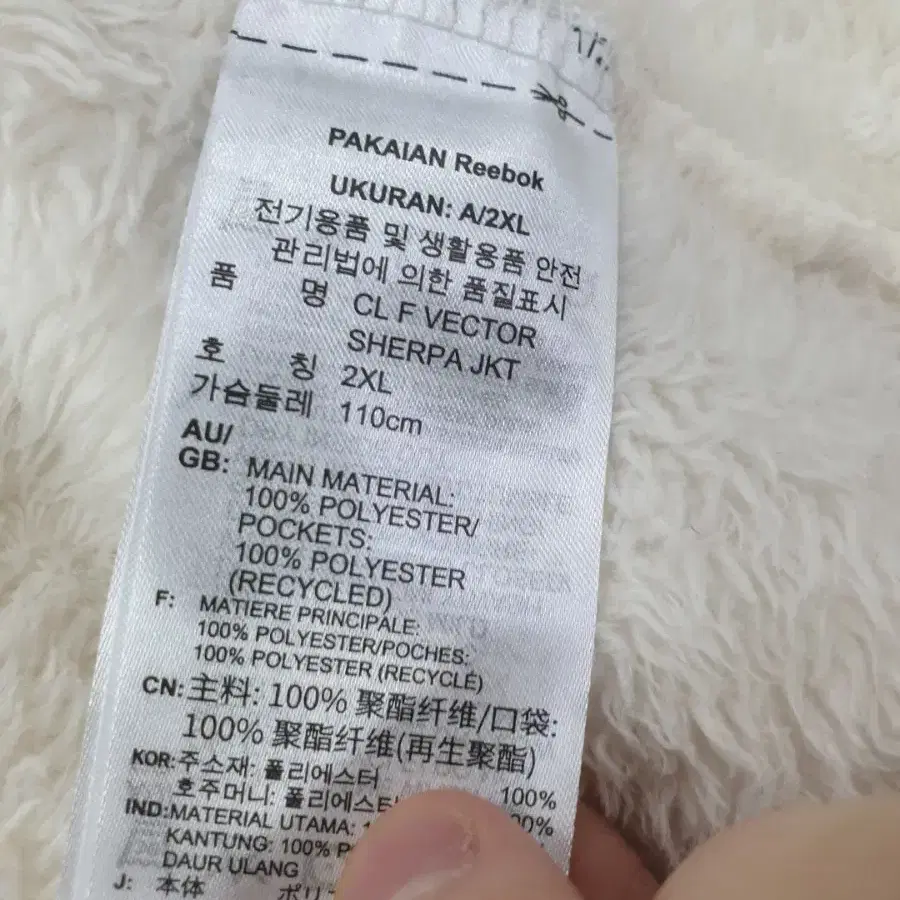 PAKAIAN Reebok
UKURAN: A/2XL
전기용품 및 생활용품 안전
관리법에 의한 품질표시
품 명 CL F VECTOR
SHERPA JKT
호 칭 2XL
가슴둘레 110cm
AU/
GB: MAIN MATERIAL:
100% POLYESTER/
POCKETS:
100% POLYESTER
(RECYCLED)
F: MATIERE PRINCIPALE:
100% POLYESTER/POCHES:
100% POLYESTER (RECYCLÉ)
CN: 主料: 100% 聚酯纤维/口袋:
100% 聚酯纤维(再生聚酯)
KOR: 주소재: 폴리에스터 100%
호주머니: 폴리에스터
IND: MATERIAL UTAMA:
KANTUNG: 100%
DAUR ULANG
J: 本体